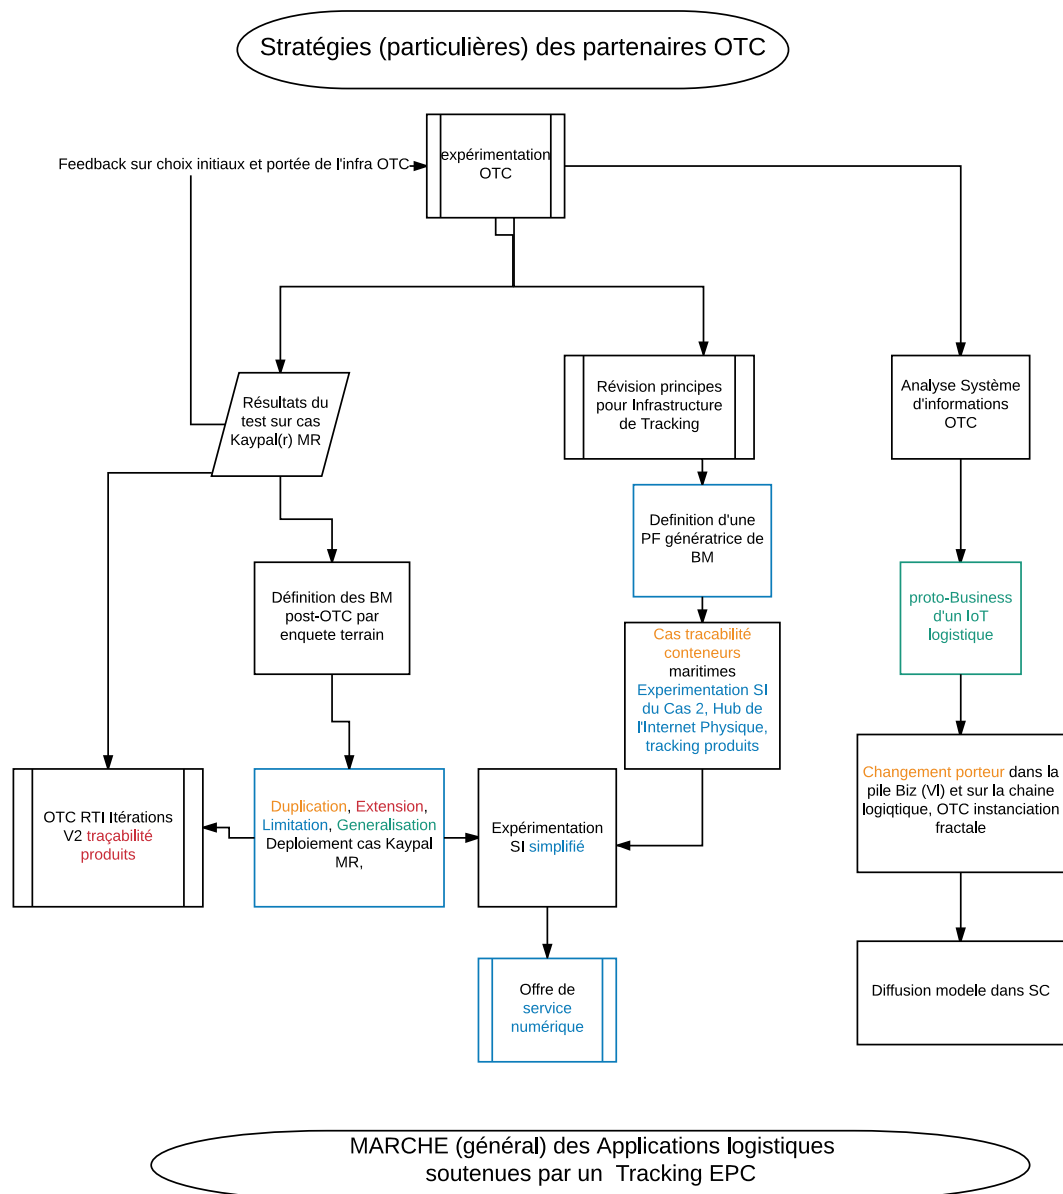 Stratégies (particulières) des partenaires OTC
Feedback sur choix initiaux et portée de l'infra OTC
expérimentation
OTC
Résultats du
test sur cas
Kaypal(r) MR
Révision principes
pour Infrastructure
de Tracking
Analyse Système
d'informations
OTC
Definition d'une
PF génératrice de
BM
Définition des BM
post-OTC par
enquete terrain
proto-Business
d'un IoT
logistique
Cas tracabilité
conteneurs
maritimes
Experimentation SI
du Cas 2, Hub de
l'Internet Physique,
tracking produits
OTC RTI Itérations
V2 traçabilité
produits
Duplication, Extension,
Limitation, Generalisation
Deploiement cas Kaypal
MR,
Expérimentation
SI simplifié
Changement porteur dans la
pile Biz (VI) et sur la chaine
logiqtique, OTC instanciation
fractale
Offre de
service
numérique
Diffusion modele dans SC
MARCHE (général) des Applications logistiques
soutenues par un Tracking EPC